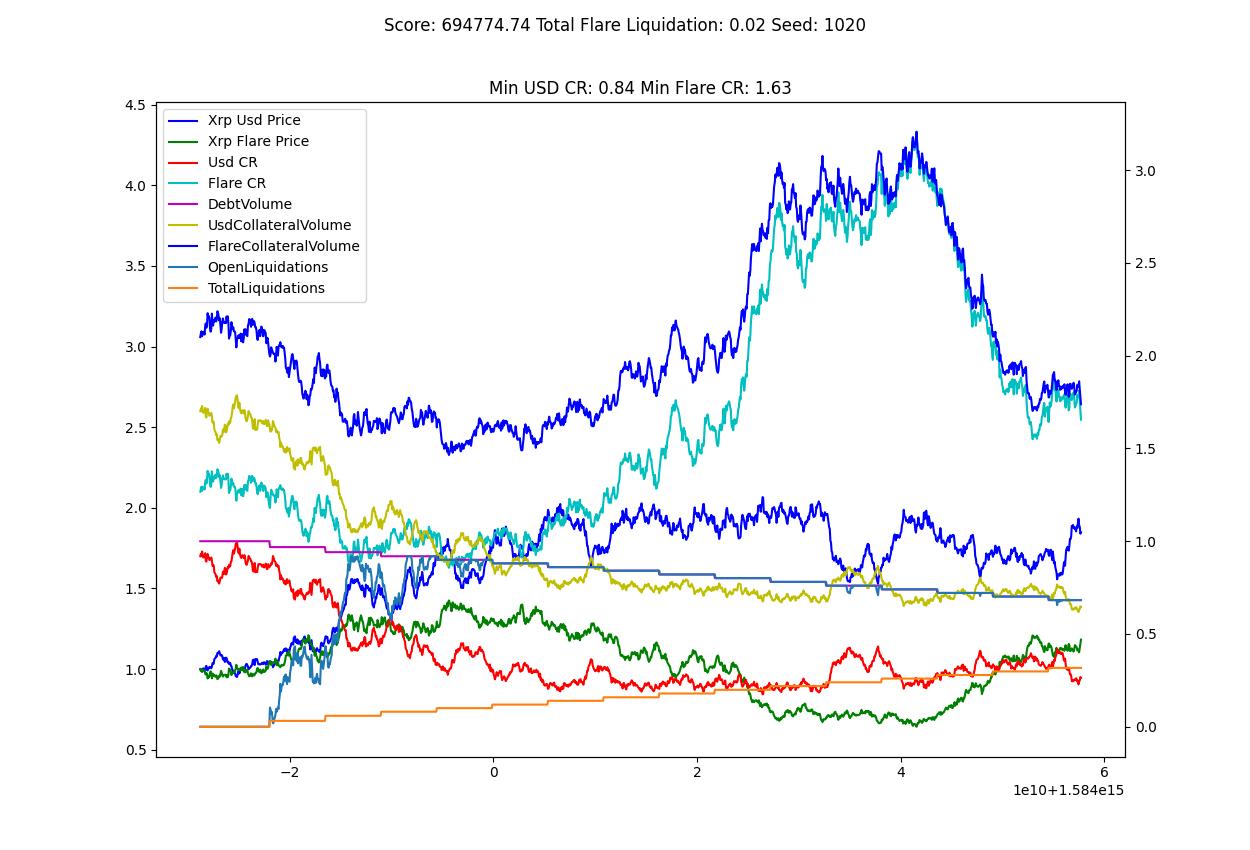 Score: 694774.74 Total Flare Liquidation: 0.02 Seed: 1020
Min USD CR: 0.84 Min Flare CR: 1.63
Xrp Usd Price
Xrp Flare Price
Usd CR
Flare CR
DebtVolume
UsdCollateralVolume
FlareCollateralVolume
OpenLiquidations
TotalLiquidations
4.5
4.0
3.5
3.0
2.5
2.0
1.5
1.0
0.5
3.0
2.5
2.0
1.5
1.0
0.5
0.0
−2 0 2 4 6
1e10+1.584e15